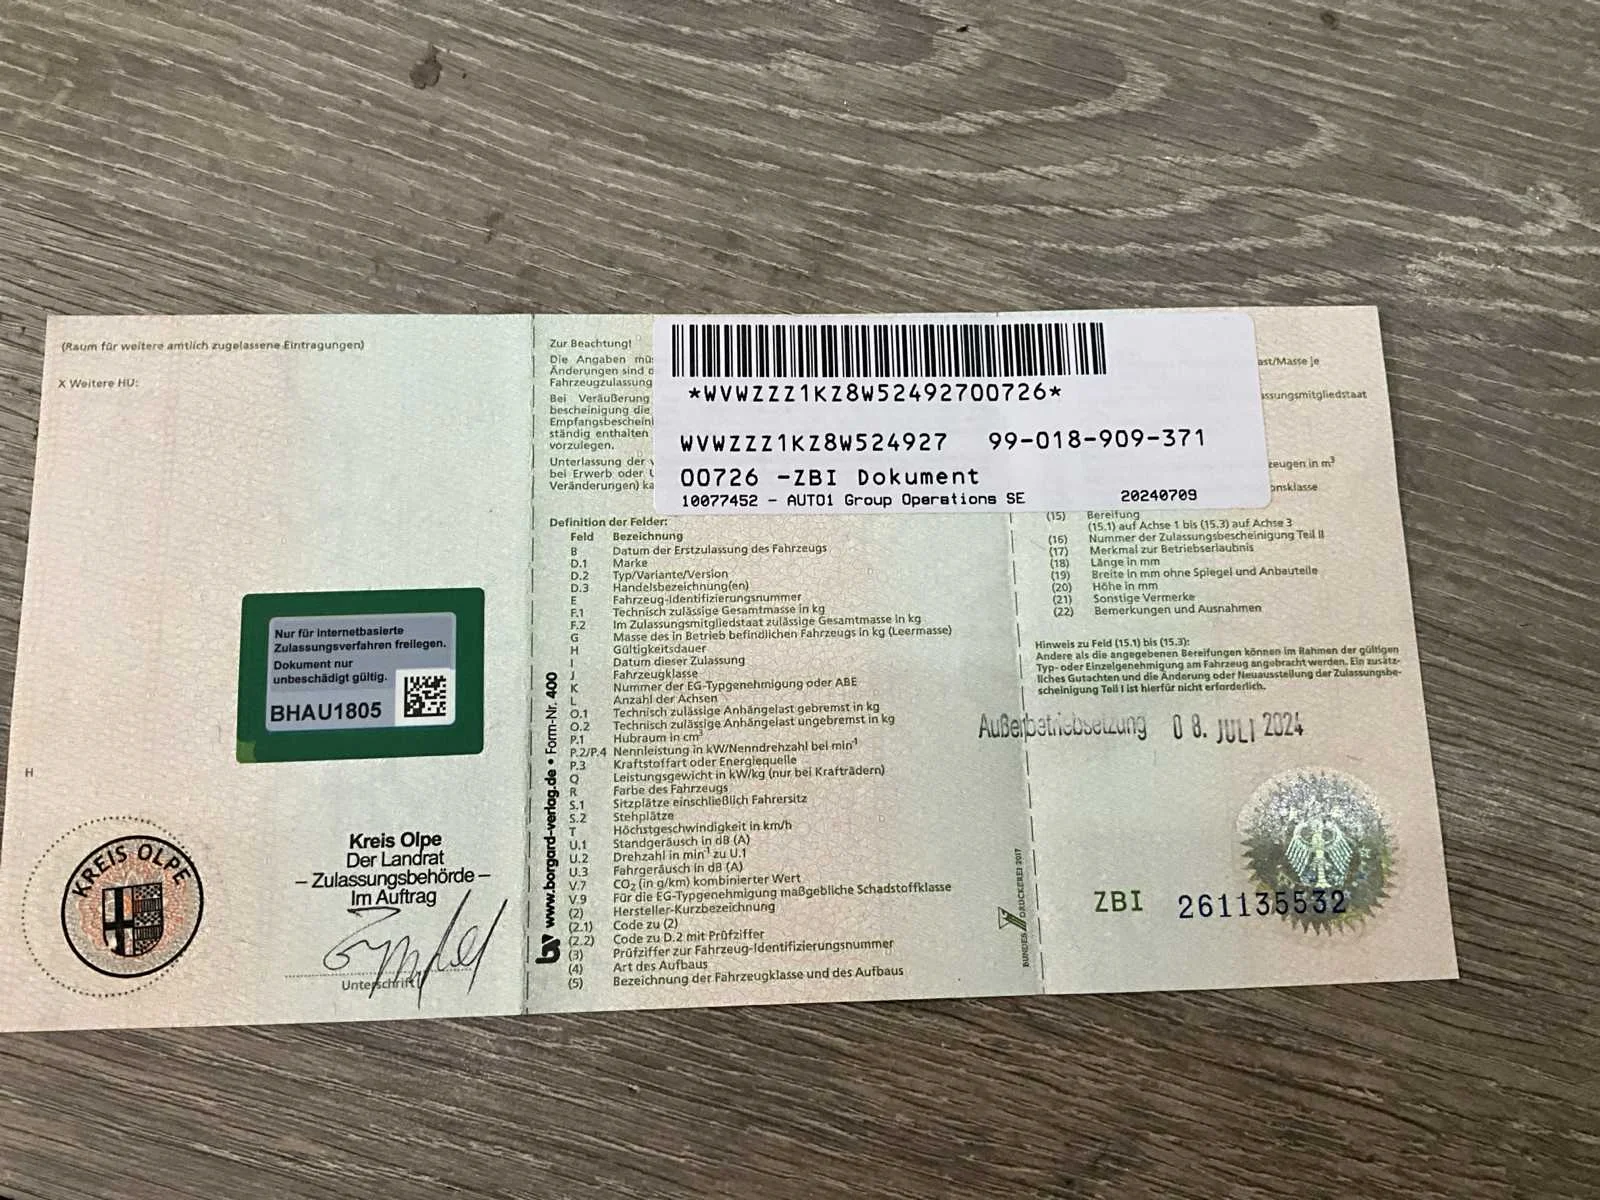 (Raum für weitere amtlich zugelassene Eintragungen)
X Weitere HU:
Nur für internetbasierte
Zulassungsverfahren freilegen.
Dokument nur
unbeschädigt gültig.
BHAU1805
H
KREIS OLPE
Kreis Olpe
Der Landrat
– Zulassungsbehörde –
Im Auftrag
Unterschrift
www.borgard-verlag.de • Form-Nr. 400
Zur Beachtung!
Die Angaben
Änderungen sind
Fahrzeugzulassung
Bei Veräußerung
bescheinigung die
ständig enthalten
vorzulegen.
Unterlassung der
bei Erwerb oder
Veränderungen)
*WVWZZZ1KZ8W52492700726*
WVWZZZ1KZ8W524927 99-018-909-371
00726 -ZBI Dokument
10077452 - AUTO1 Group Operations SE 20240709
Definition der Felder:
Feld Bezeichnung
B Datum der Erstzulassung des Fahrzeugs
D.1 Marke
D.2 Typ/Variante/Version
D.3 Handelsbezeichnung(en)
E Fahrzeug-Identifizierungsnummer
F.1 Technisch zulässige Gesamtmasse in kg
F.2 Im Zulassungsmitgliedstaat zulässige Gesamtmasse in kg
G Masse des in Betrieb befindlichen Fahrzeugs in kg (Leermasse)
H Gültigkeitsdauer
I Datum dieser Zulassung
J Fahrzeugklasse
K Nummer der EG-Typgenehmigung oder ABE
L Anzahl der Achsen
O.1 Technisch zulässige Anhängelast gebremst in kg
O.2 Technisch zulässige Anhängelast ungebremst in kg
P.1 Hubraum in cm³
P.2/P.4 Nennleistung in kW/Nenndrehzahl bei min⁻¹
P.3 Kraftstoffart oder Energiequelle
Q Leistungsgewicht in kW/kg (nur bei Krafträdern)
R Farbe des Fahrzeugs
S.1 Sitzplätze einschließlich Fahrersitz
S.2 Stehplätze
T Höchstgeschwindigkeit in km/h
U.1 Standgeräusch in dB (A)
U.2 Drehzahl in min⁻¹ zu U.1
U.3 Fahrgeräusch in dB (A)
V.7 CO₂ (in g/km) kombinierter Wert
V.9 Für die EG-Typgenehmigung maßgebliche Schadstoffklasse
(2) Hersteller-Kurzbezeichnung
(2.1) Code zu (2)
(2.2) Code zu D.2 mit Prüfziffer
(3) Prüfziffer zur Fahrzeug-Identifizierungsnummer
(4) Art des Aufbaus
(5) Bezeichnung der Fahrzeugklasse und des Aufbaus
ast/Masse je
ssungsmitgliedstaat
zeugen in m³
onsklasse
(15) Bereifung
(15.1) auf Achse 1 bis (15.3) auf Achse 3
(16) Nummer der Zulassungsbescheinigung Teil II
(17) Merkmal zur Betriebserlaubnis
(18) Länge in mm
(19) Breite in mm ohne Spiegel und Anbauteile
(20) Höhe in mm
(21) Sonstige Vermerke
(22) Bemerkungen und Ausnahmen
Hinweis zu Feld (15.1) bis (15.3):
Andere als die angegebenen Bereifungen können im Rahmen der gültigen
Typ- oder Einzelgenehmigung am Fahrzeug angebracht werden. Ein zusätz-
liches Gutachten und die Änderung oder Neuausstellung der Zulassungsbe-
scheinigung Teil I ist hierfür nicht erforderlich.
Außerbetriebsetzung 08. JULI 2024
BUNDESDRUCKEREI 2017
ZBI 261135532